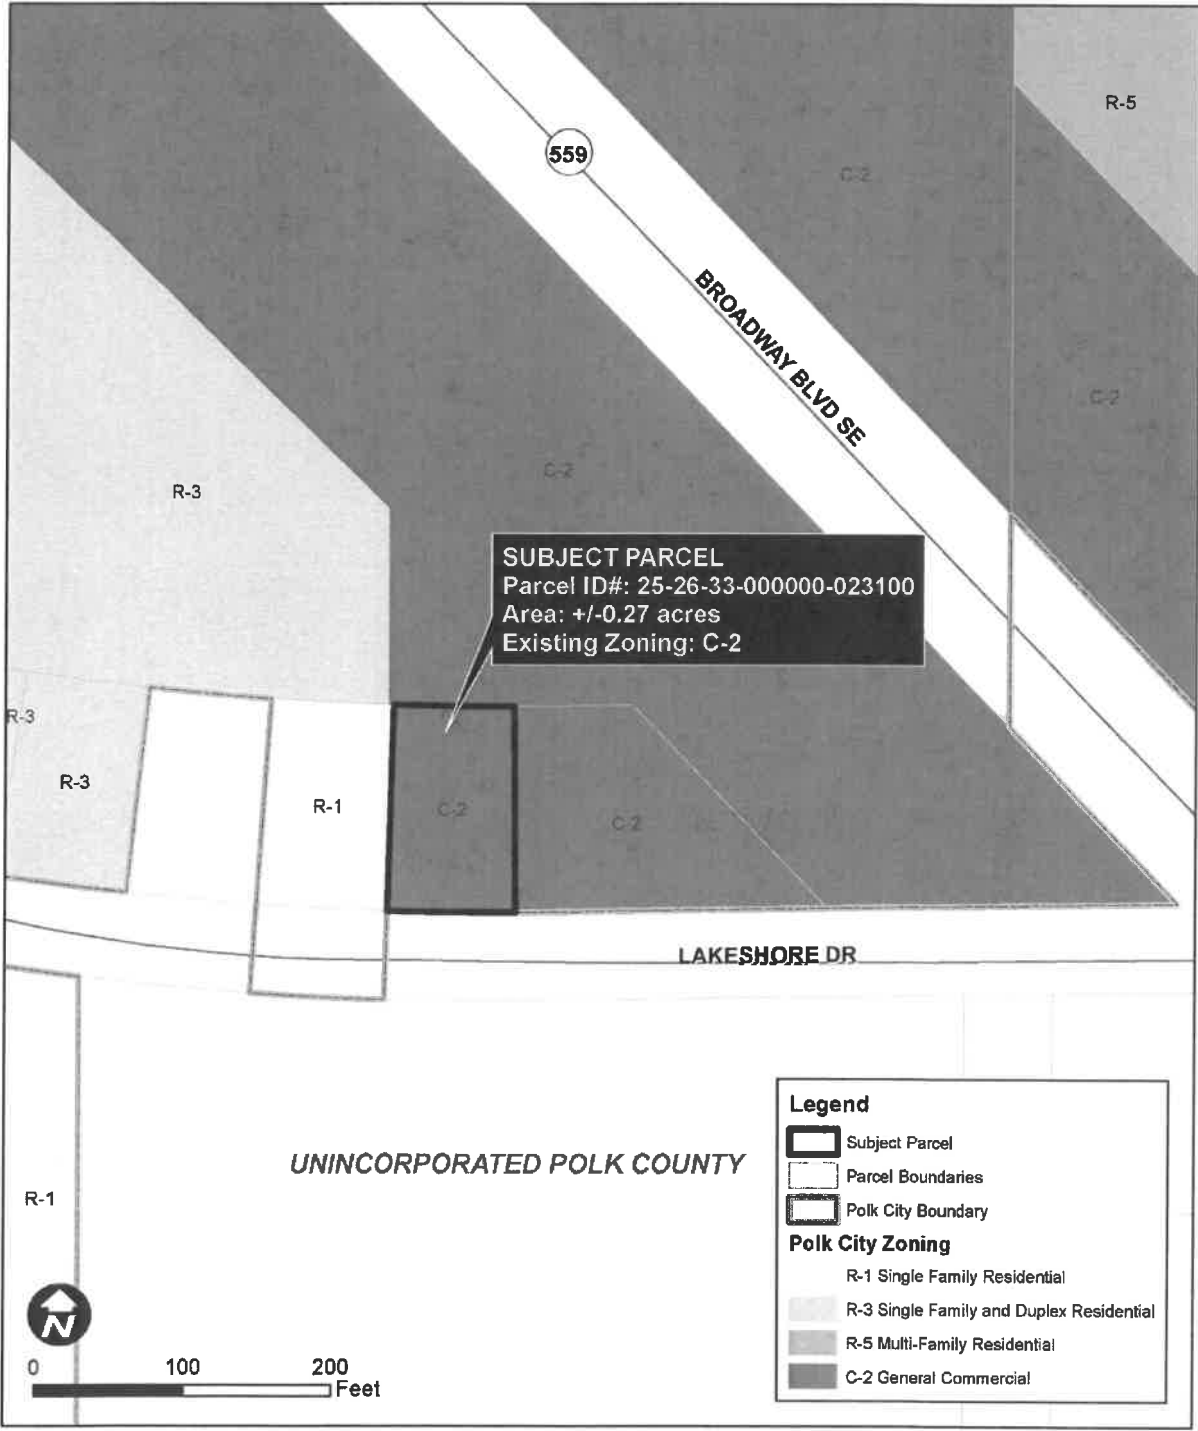 R-5
559
C-2
BROADWAY BLVD SE
C-2
C-2
R-3
SUBJECT PARCEL
Parcel ID#: 25-26-33-000000-023100
Area: +/-0.27 acres
Existing Zoning: C-2
R-3
R-3
R-1
C-2
C-2
LAKESHORE DR
UNINCORPORATED POLK COUNTY
R-1
N
0 100 200
Feet
Legend
Subject Parcel
Parcel Boundaries
Polk City Boundary
Polk City Zoning
R-1 Single Family Residential
R-3 Single Family and Duplex Residential
R-5 Multi-Family Residential
C-2 General Commercial